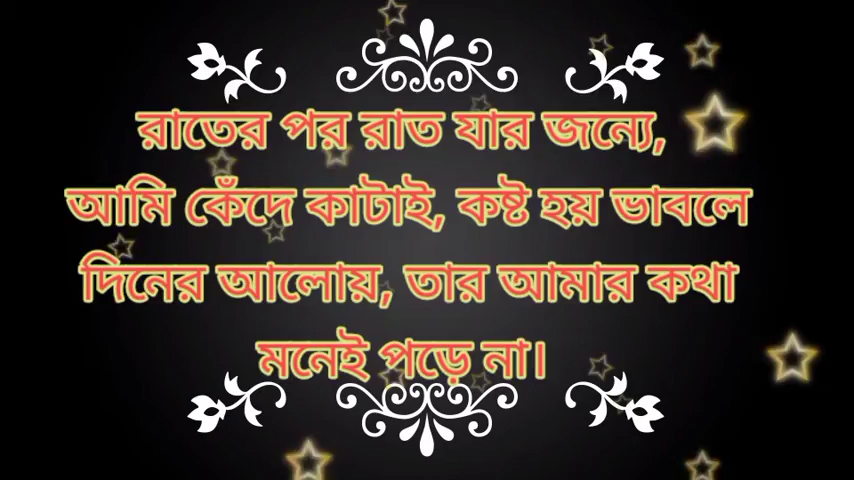 রাতের পর রাত যার জন্যে,
আমি কেঁদে কাটাই, কষ্ট হয় ভাবলে
দিনের আলোয়, তার আমার কথা
মনেই পড়ে না।